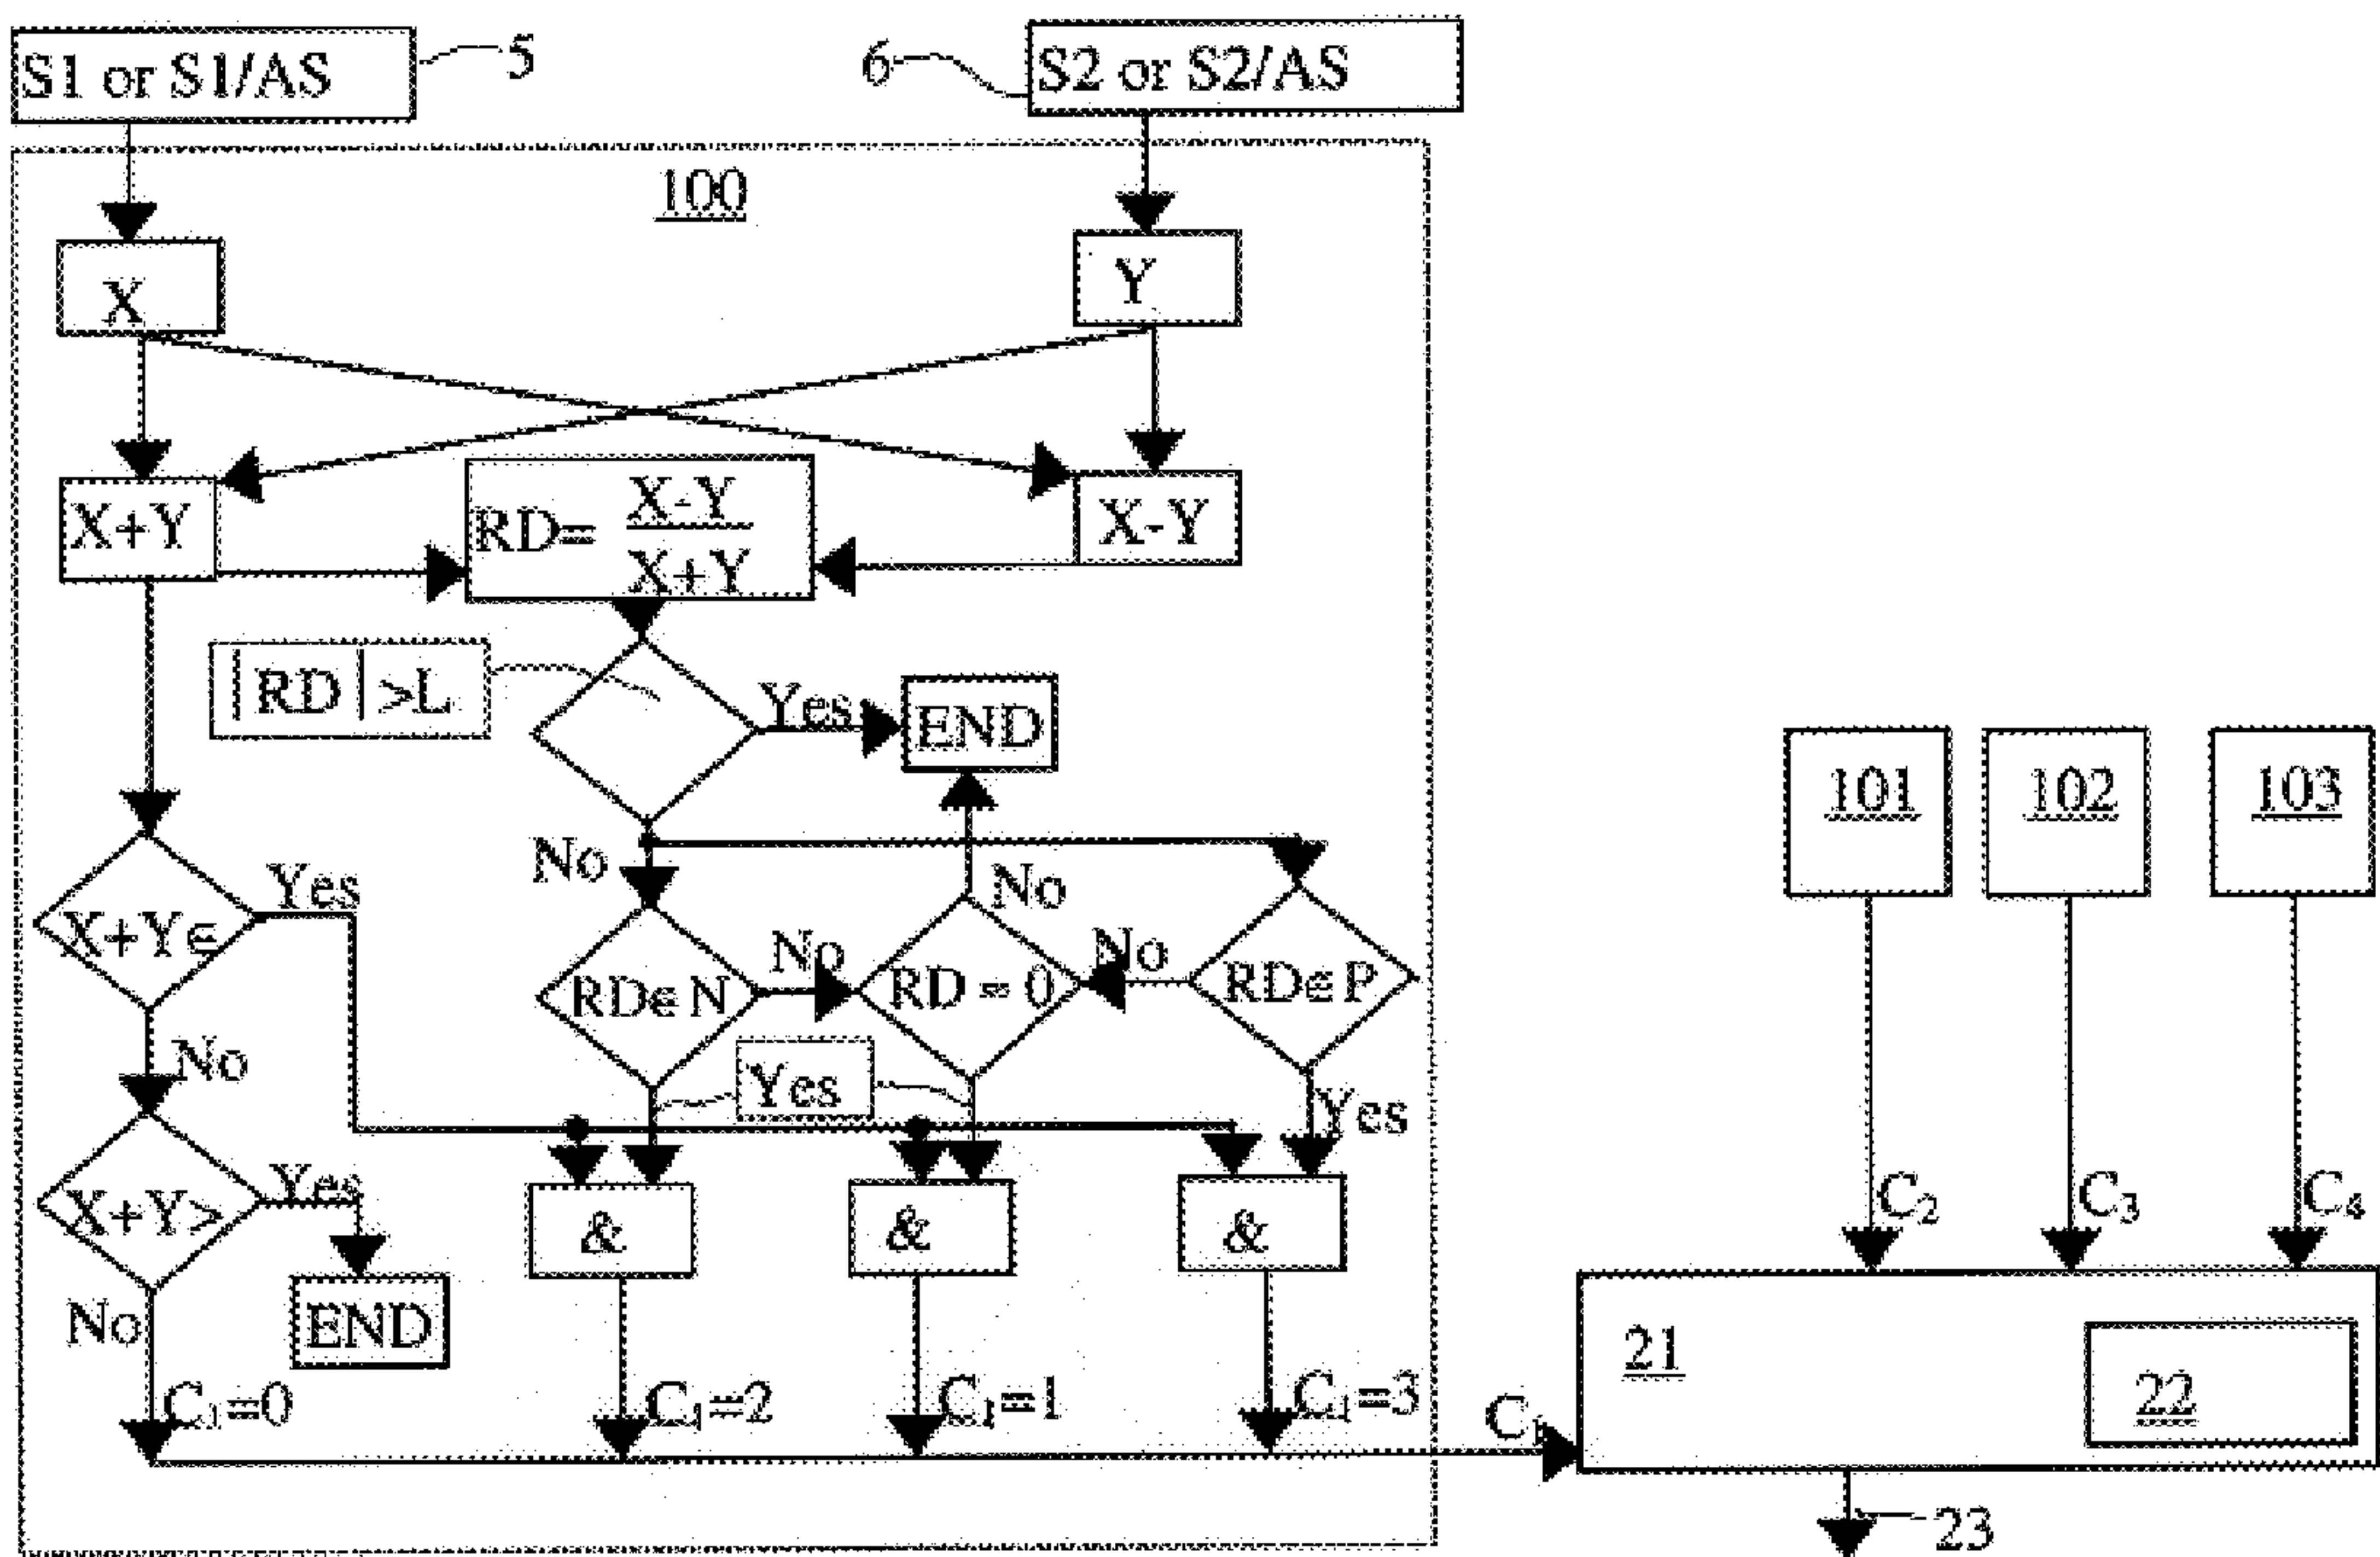 S1 or S1/AS
5
6
S2 or S2/AS
100
X
Y
X+Y
RD= X-Y
X+Y
X-Y
|RD|>L
Yes
END
101
102
103
No
Yes
No
X+Y∈
RD∈N
No
RD=0
No
RD∈P
No
Yes
Yes
X+Y>
Yes
&
&
&
C₂
C₃
C₄
No
END
21
22
C₁=0
C₁=2
C₁=1
C₁=3
C₁
23